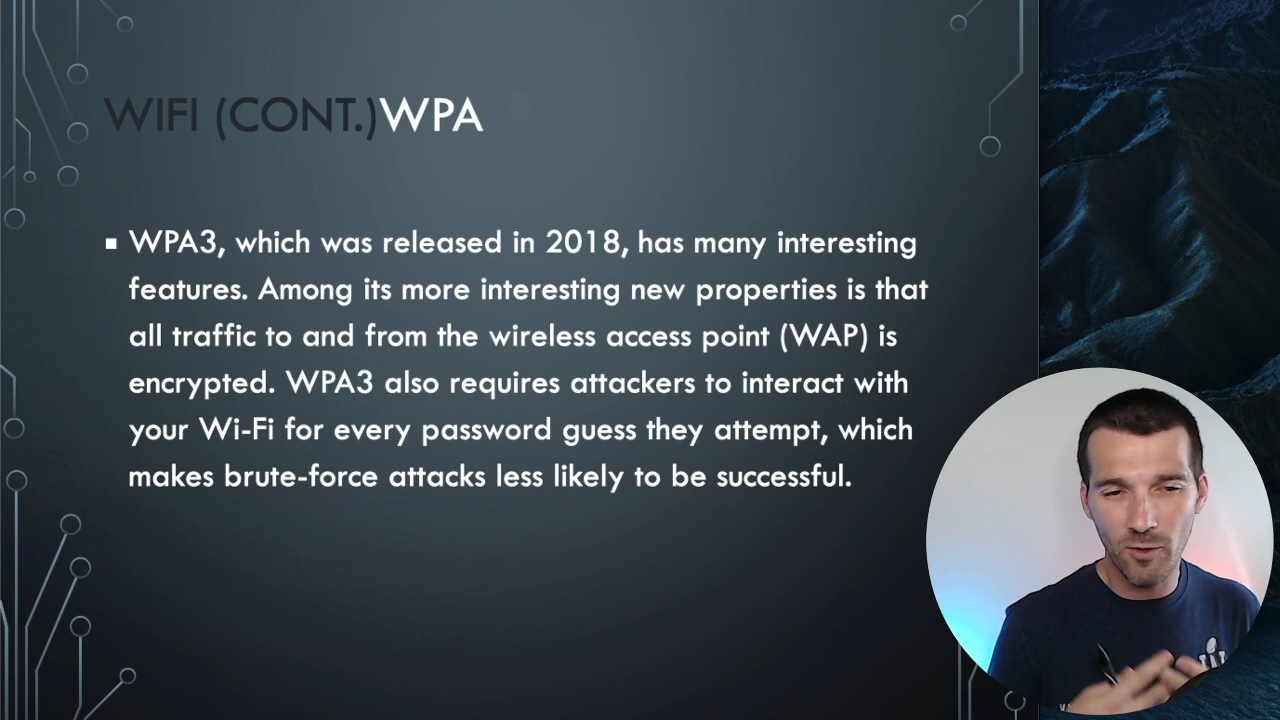 WIFI (CONT.)WPA
▪ WPA3, which was released in 2018, has many interesting
features. Among its more interesting new properties is that
all traffic to and from the wireless access point (WAP) is
encrypted. WPA3 also requires attackers to interact with
your Wi-Fi for every password guess they attempt, which
makes brute-force attacks less likely to be successful.